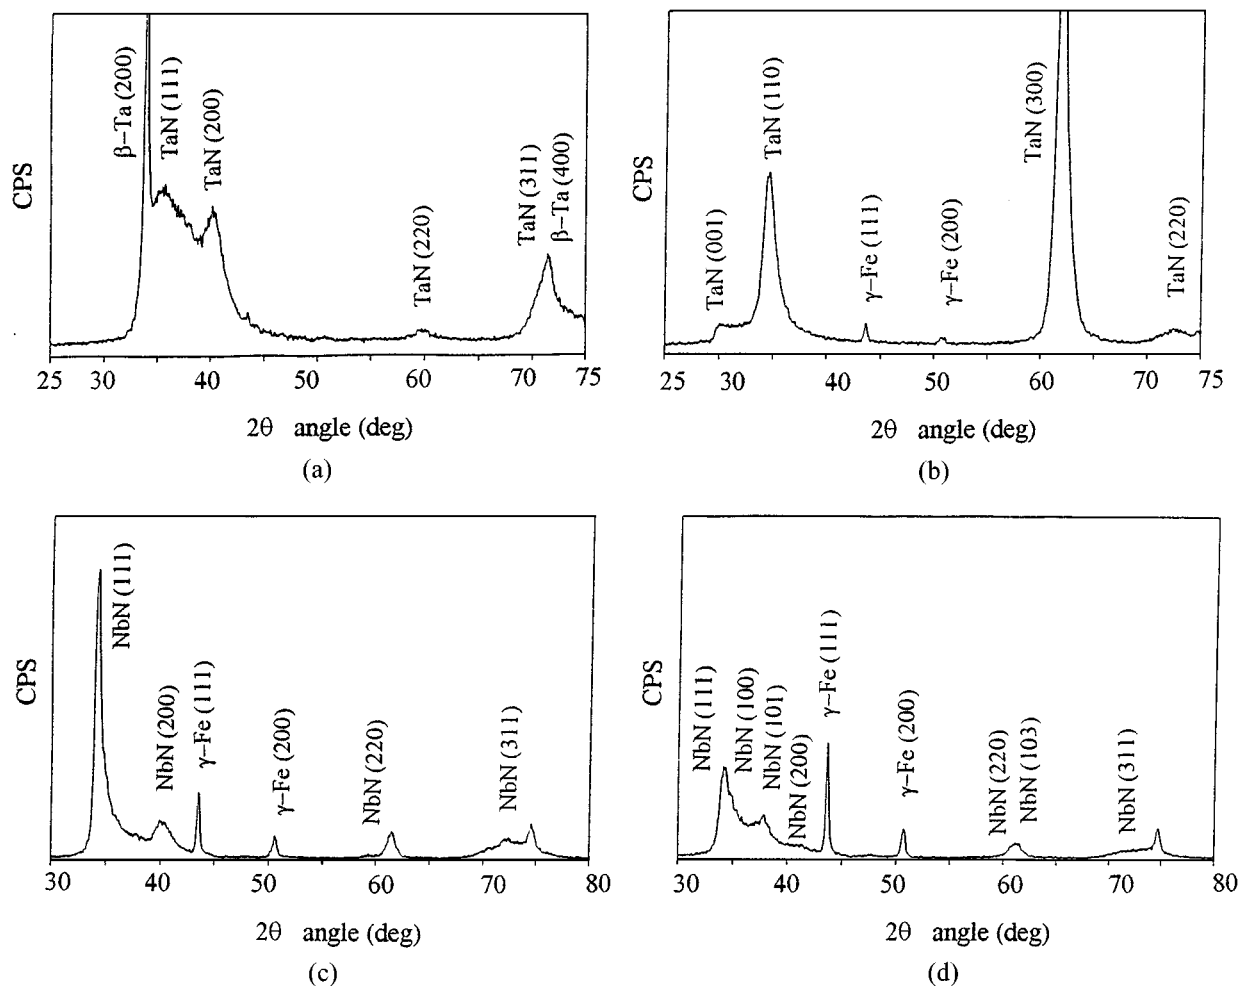 CPS
β–Ta (200)
TaN (111)
TaN (200)
TaN (220)
TaN (311)
β–Ta (400)
25 30 40 50 60 70 75
2θ angle (deg)
(a)
CPS
TaN (001)
TaN (110)
γ–Fe (111)
γ–Fe (200)
TaN (300)
TaN (220)
25 30 40 50 60 70 75
2θ angle (deg)
(b)
CPS
NbN (111)
NbN (200)
γ–Fe (111)
γ–Fe (200)
NbN (220)
NbN (311)
30 40 50 60 70 80
2θ angle (deg)
(c)
CPS
NbN (111)
NbN (100)
NbN (101)
NbN (200)
γ–Fe (111)
γ–Fe (200)
NbN (220)
NbN (103)
NbN (311)
30 40 50 60 70 80
2θ angle (deg)
(d)